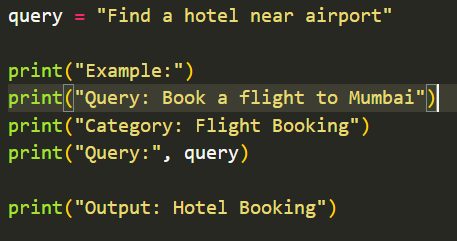 query = "Find a hotel near airport"
print("Example:")
print("Query: Book a flight to Mumbai")
print("Category: Flight Booking")
print("Query:", query)
print("Output: Hotel Booking")